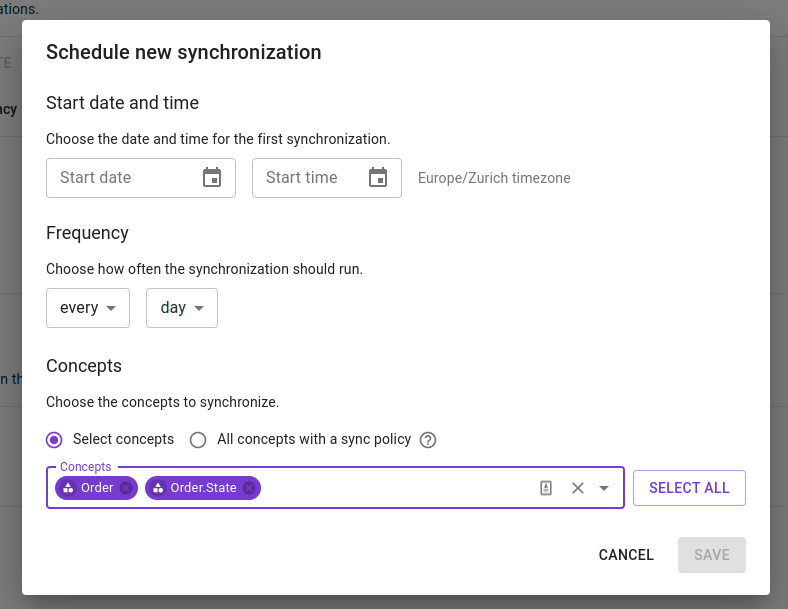 ations.
TE
ncy
n th
Schedule new synchronization
Start date and time
Choose the date and time for the first synchronization.
Start date
Start time
Europe/Zurich timezone
Frequency
Choose how often the synchronization should run.
every
day
Concepts
Choose the concepts to synchronize.
Select concepts
All concepts with a sync policy
Concepts
Order
Order.State
SELECT ALL
CANCEL
SAVE